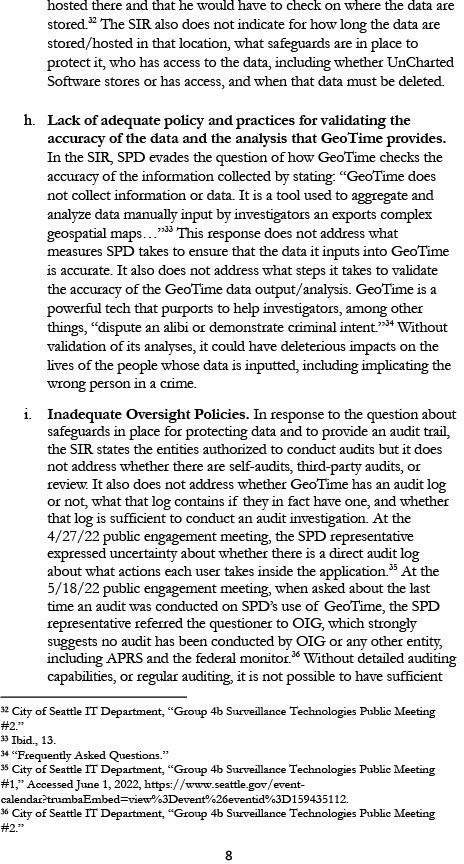 hosted there and that he would have to check on where the data are
stored.³² The SIR also does not indicate for how long the data are
stored/hosted in that location, what safeguards are in place to
protect it, who has access to the data, including whether UnCharted
Software stores or has access, and when that data must be deleted.
h. Lack of adequate policy and practices for validating the
accuracy of the data and the analysis that GeoTime provides.
In the SIR, SPD evades the question of how GeoTime checks the
accuracy of the information collected by stating: “GeoTime does
not collect information or data. It is a tool used to aggregate and
analyze data manually input by investigators an exports complex
geospatial maps…”³³ This response does not address what
measures SPD takes to ensure that the data it inputs into GeoTime
is accurate. It also does not address what steps it takes to validate
the accuracy of the GeoTime data output/analysis. GeoTime is a
powerful tech that purports to help investigators, among other
things, “dispute an alibi or demonstrate criminal intent.”³⁴ Without
validation of its analyses, it could have deleterious impacts on the
lives of the people whose data is inputted, including implicating the
wrong person in a crime.
i. Inadequate Oversight Policies. In response to the question about
safeguards in place for protecting data and to provide an audit trail,
the SIR states the entities authorized to conduct audits but it does
not address whether there are self-audits, third-party audits, or
review. It also does not address whether GeoTime has an audit log
or not, what that log contains if they in fact have one, and whether
that log is sufficient to conduct an audit investigation. At the
4/27/22 public engagement meeting, the SPD representative
expressed uncertainty about whether there is a direct audit log
about what actions each user takes inside the application.³⁵ At the
5/18/22 public engagement meeting, when asked about the last
time an audit was conducted on SPD’s use of GeoTime, the SPD
representative referred the questioner to OIG, which strongly
suggests no audit has been conducted by OIG or any other entity,
including APRS and the federal monitor.³⁶ Without detailed auditing
capabilities, or regular auditing, it is not possible to have sufficient
³² City of Seattle IT Department, “Group 4b Surveillance Technologies Public Meeting
#2.”
³³ Ibid., 13.
³⁴ “Frequently Asked Questions.”
³⁵ City of Seattle IT Department, “Group 4b Surveillance Technologies Public Meeting
#1,” Accessed June 1, 2022, https://www.seattle.gov/event-
calendar?trumbaEmbed=view%3Devent%26eventid%3D159435112.
³⁶ City of Seattle IT Department, “Group 4b Surveillance Technologies Public Meeting
#2.”
8